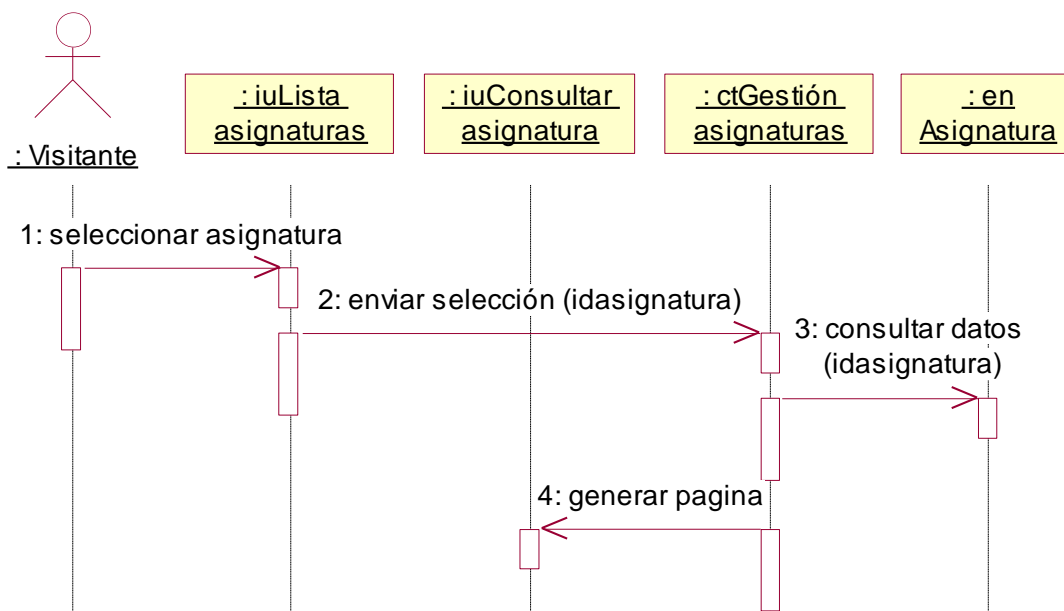 : Visitante
: iuLista
asignaturas
: iuConsultar
asignatura
: ctGestión
asignaturas
: en
Asignatura
1: seleccionar asignatura
2: enviar selección (idasignatura)
3: consultar datos
(idasignatura)
4: generar pagina